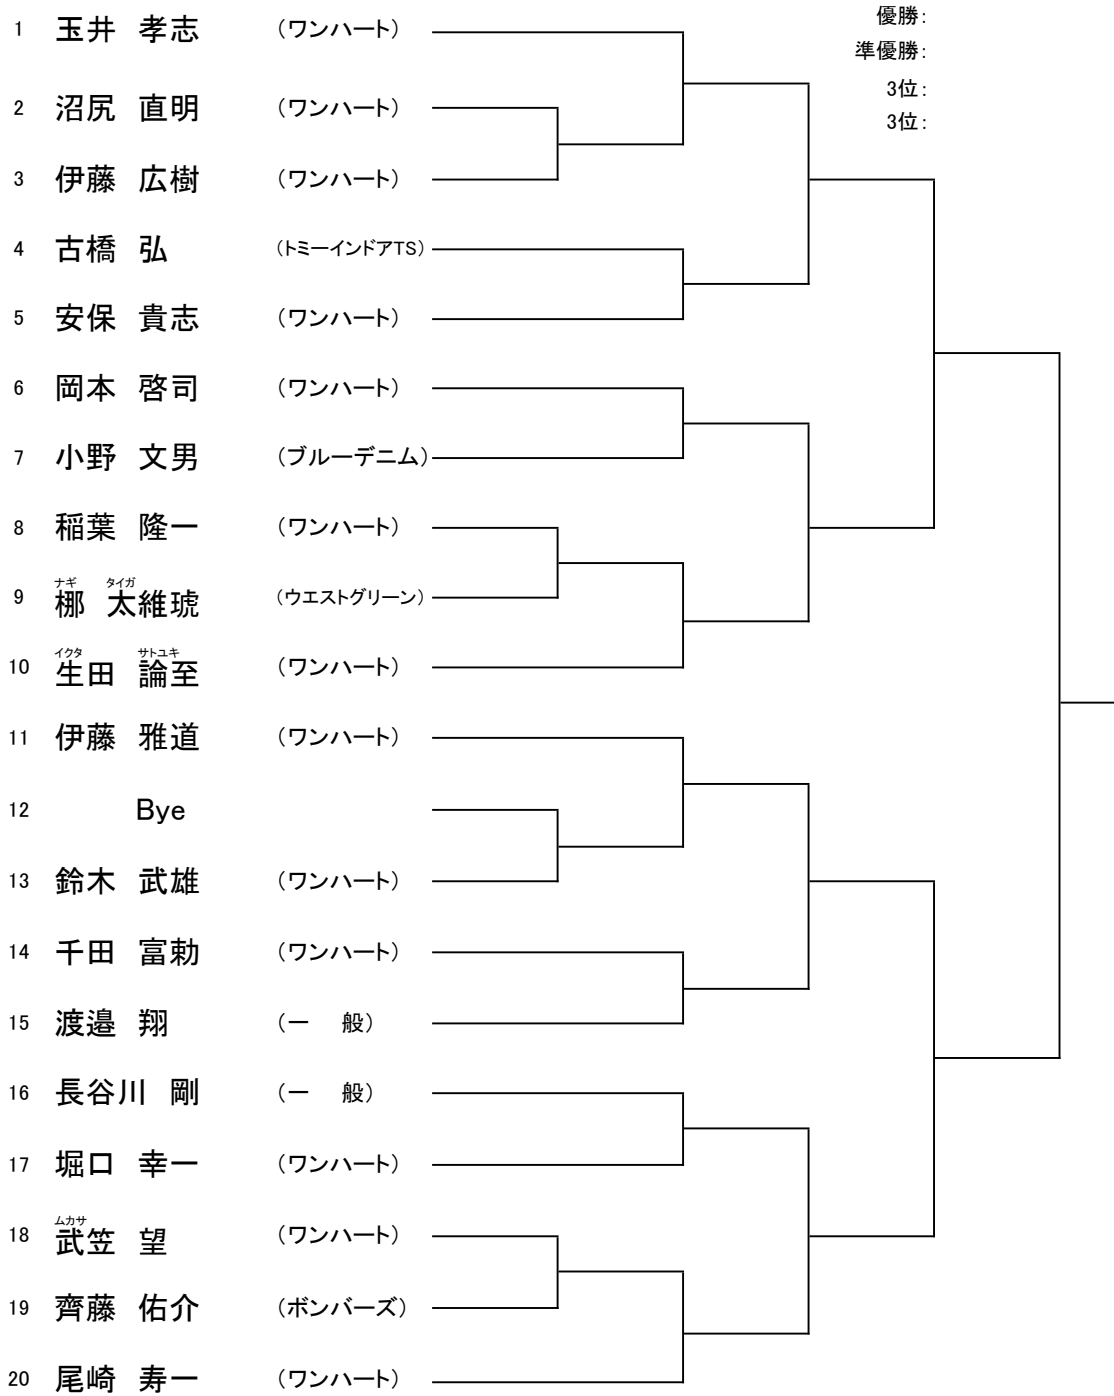 優勝：
準優勝：
3位：
3位：
1 玉井 孝志 （ワンハート）
2 沼尻 直明 （ワンハート）
3 伊藤 広樹 （ワンハート）
4 古橋 弘 （トミーインドアTS）
5 安保 貴志 （ワンハート）
6 岡本 啓司 （ワンハート）
7 小野 文男 （ブルーデニム）
8 稲葉 隆一 （ワンハート）
ナギ タイガ
9 梛 太維琥 （ウエストグリーン）
イクタ サトユキ
10 生田 論至 （ワンハート）
11 伊藤 雅道 （ワンハート）
12 Bye
13 鈴木 武雄 （ワンハート）
14 千田 富勅 （ワンハート）
15 渡邉 翔 （一 般）
16 長谷川 剛 （一 般）
17 堀口 幸一 （ワンハート）
ムカサ
18 武笠 望 （ワンハート）
19 齊藤 佑介 （ボンバーズ）
20 尾崎 寿一 （ワンハート）